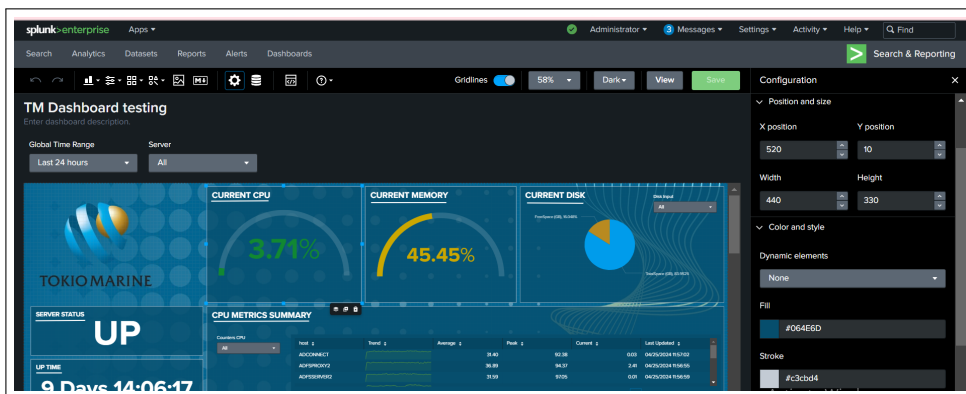 splunk>enterprise Apps ▾ Administrator ▾ 3 Messages ▾ Settings ▾ Activity ▾ Help ▾ Find
Search Analytics Datasets Reports Alerts Dashboards Search & Reporting
Gridlines 58% ▾ Dark ▾ View Save Configuration ×
TM Dashboard testing
Enter dashboard description.
Global Time Range Server
Last 24 hours All
CURRENT CPU
3.71%
CURRENT MEMORY
45.45%
CURRENT DISK
Disk Input
All
TOKIO MARINE
SERVER STATUS
UP
UP TIME
9 Days 14:06:17
CPU METRICS SUMMARY
Counters CPU
All
host Trend Average Peak Current Last Updated
ADCONNECT 31.40 92.38 0.03 04/25/2024 11:57:02
ADFSPROXY2 36.89 94.37 2.41 04/25/2024 11:56:55
ADFSSERVER2 31.59 97.05 0.01 04/25/2024 11:56:59
Position and size
X position Y position
520 10
Width Height
440 330
Color and style
Dynamic elements
None
Fill
#064E6D
Stroke
#c3cbd4